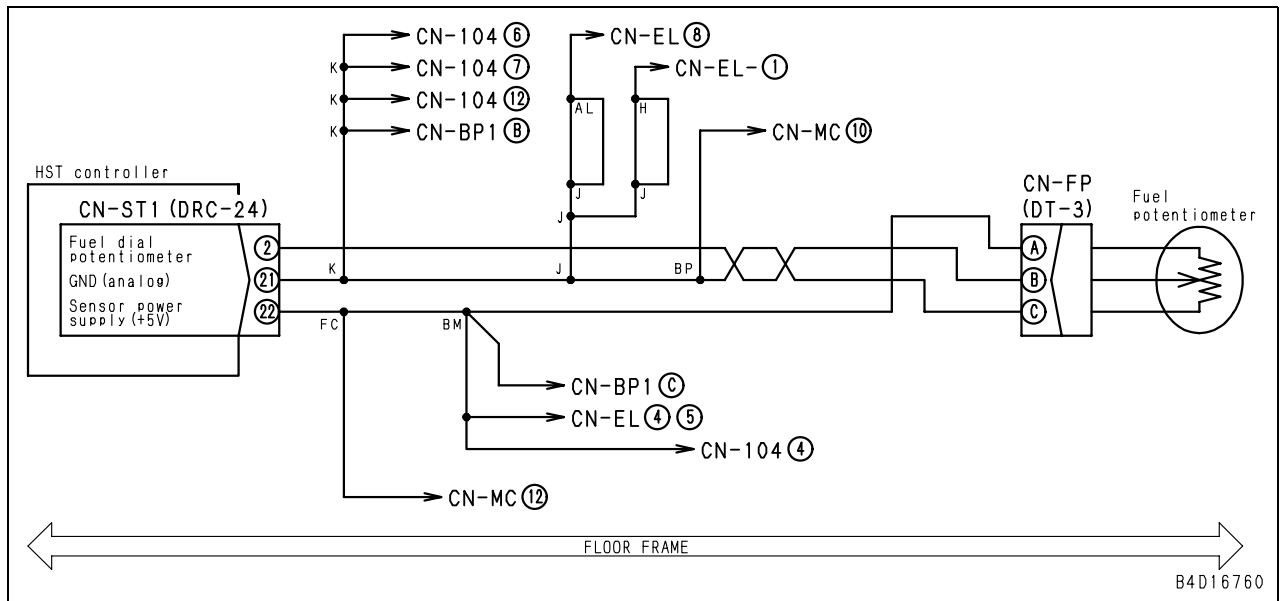 CN-104 ⑥
K CN-104 ⑦
K CN-104 ⑫
K CN-BP1 Ⓑ
CN-EL ⑧
CN-EL-①
AL H
J J
J
CN-MC ⑩
HST controller
CN-ST1 (DRC-24)
Fuel dial
potentiometer
②
GND (analog)
㉑
Sensor power
supply (+5V)
㉒
K J BP
FC BM
CN-FP
(DT-3)
Ⓐ
Ⓑ
Ⓒ
Fuel
potentiometer
CN-BP1 Ⓒ
CN-EL ④ ⑤
CN-104 ④
CN-MC ⑫
FLOOR FRAME
B4D16760